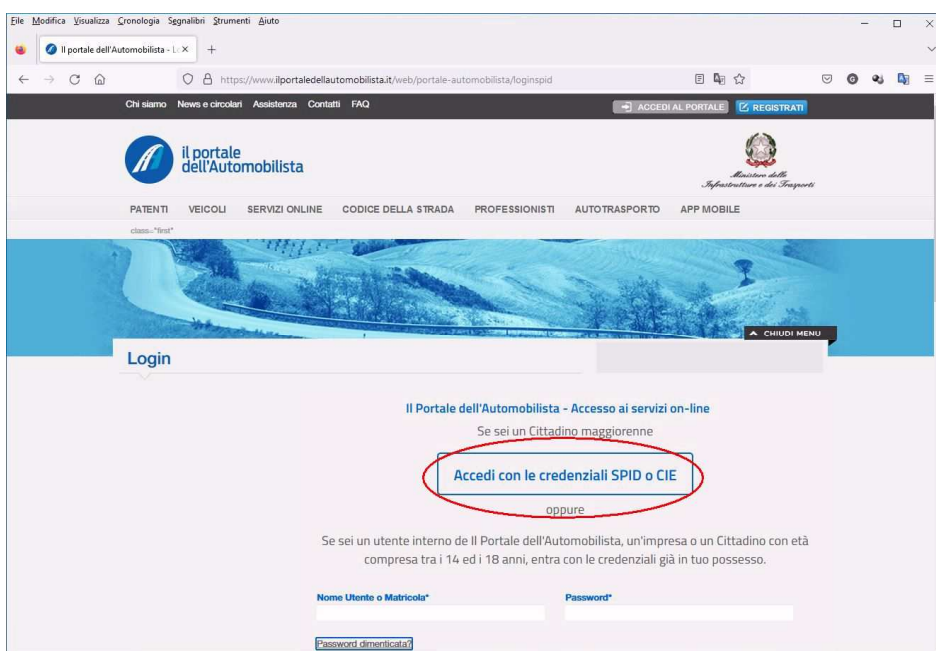 File Modifica Visualizza Cronologia Segnalibri Strumenti Aiuto
Il portale dell'Automobilista - Lo
https://www.ilportaledellautomobilista.it/web/portale-automobilista/loginspid
Chi siamo News e circolari Assistenza Contatti FAQ
ACCEDI AL PORTALE REGISTRATI
il portale
dell'Automobilista
Ministero delle
Infrastrutture e dei Trasporti
PATENTI VEICOLI SERVIZI ONLINE CODICE DELLA STRADA PROFESSIONISTI AUTOTRASPORTO APP MOBILE
class="first"
CHIUDI MENU
Login
Il Portale dell'Automobilista - Accesso ai servizi on-line
Se sei un Cittadino maggiorenne
Accedi con le credenziali SPID o CIE
oppure
Se sei un utente interno de Il Portale dell'Automobilista, un'impresa o un Cittadino con età
compresa tra i 14 ed i 18 anni, entra con le credenziali già in tuo possesso.
Nome Utente o Matricola* Password*
Password dimenticata?